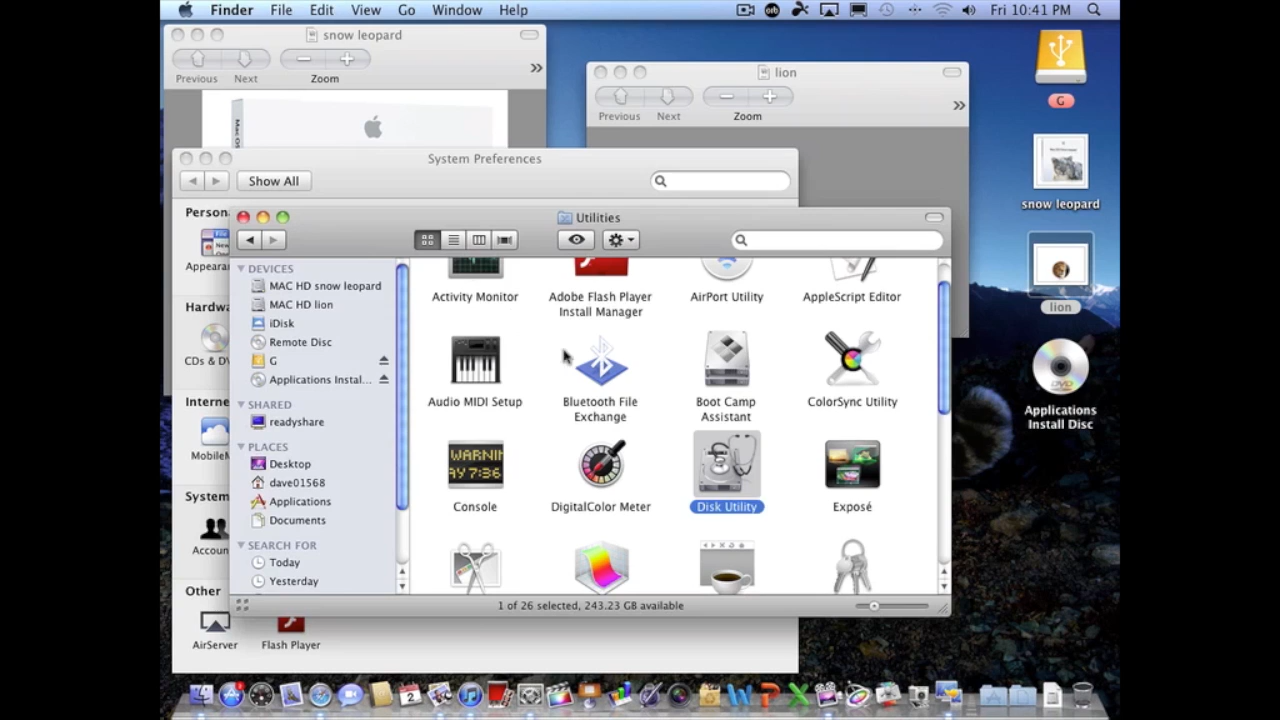 Finder File Edit View Go Window Help Fri 10:41 PM
snow leopard
Previous Next Zoom
lion
Previous Next Zoom
G
snow leopard
lion
Applications
Install Disc
System Preferences
Show All
Utilities
DEVICES
MAC HD snow leopard
MAC HD lion
iDisk
Remote Disc
G
Applications Instal...
SHARED
readyshare
PLACES
Desktop
dave01568
Applications
Documents
SEARCH FOR
Today
Yesterday
Activity Monitor
Adobe Flash Player
Install Manager
AirPort Utility
AppleScript Editor
Audio MIDI Setup
Bluetooth File
Exchange
Boot Camp
Assistant
ColorSync Utility
WARNIN
AY 7:36
Console
DigitalColor Meter
Disk Utility
Exposé
1 of 26 selected, 243.23 GB available
Person
Appeara
Hardwa
CDs & DV
Interne
MobileM
System
Accoun
Other
AirServer
Flash Player